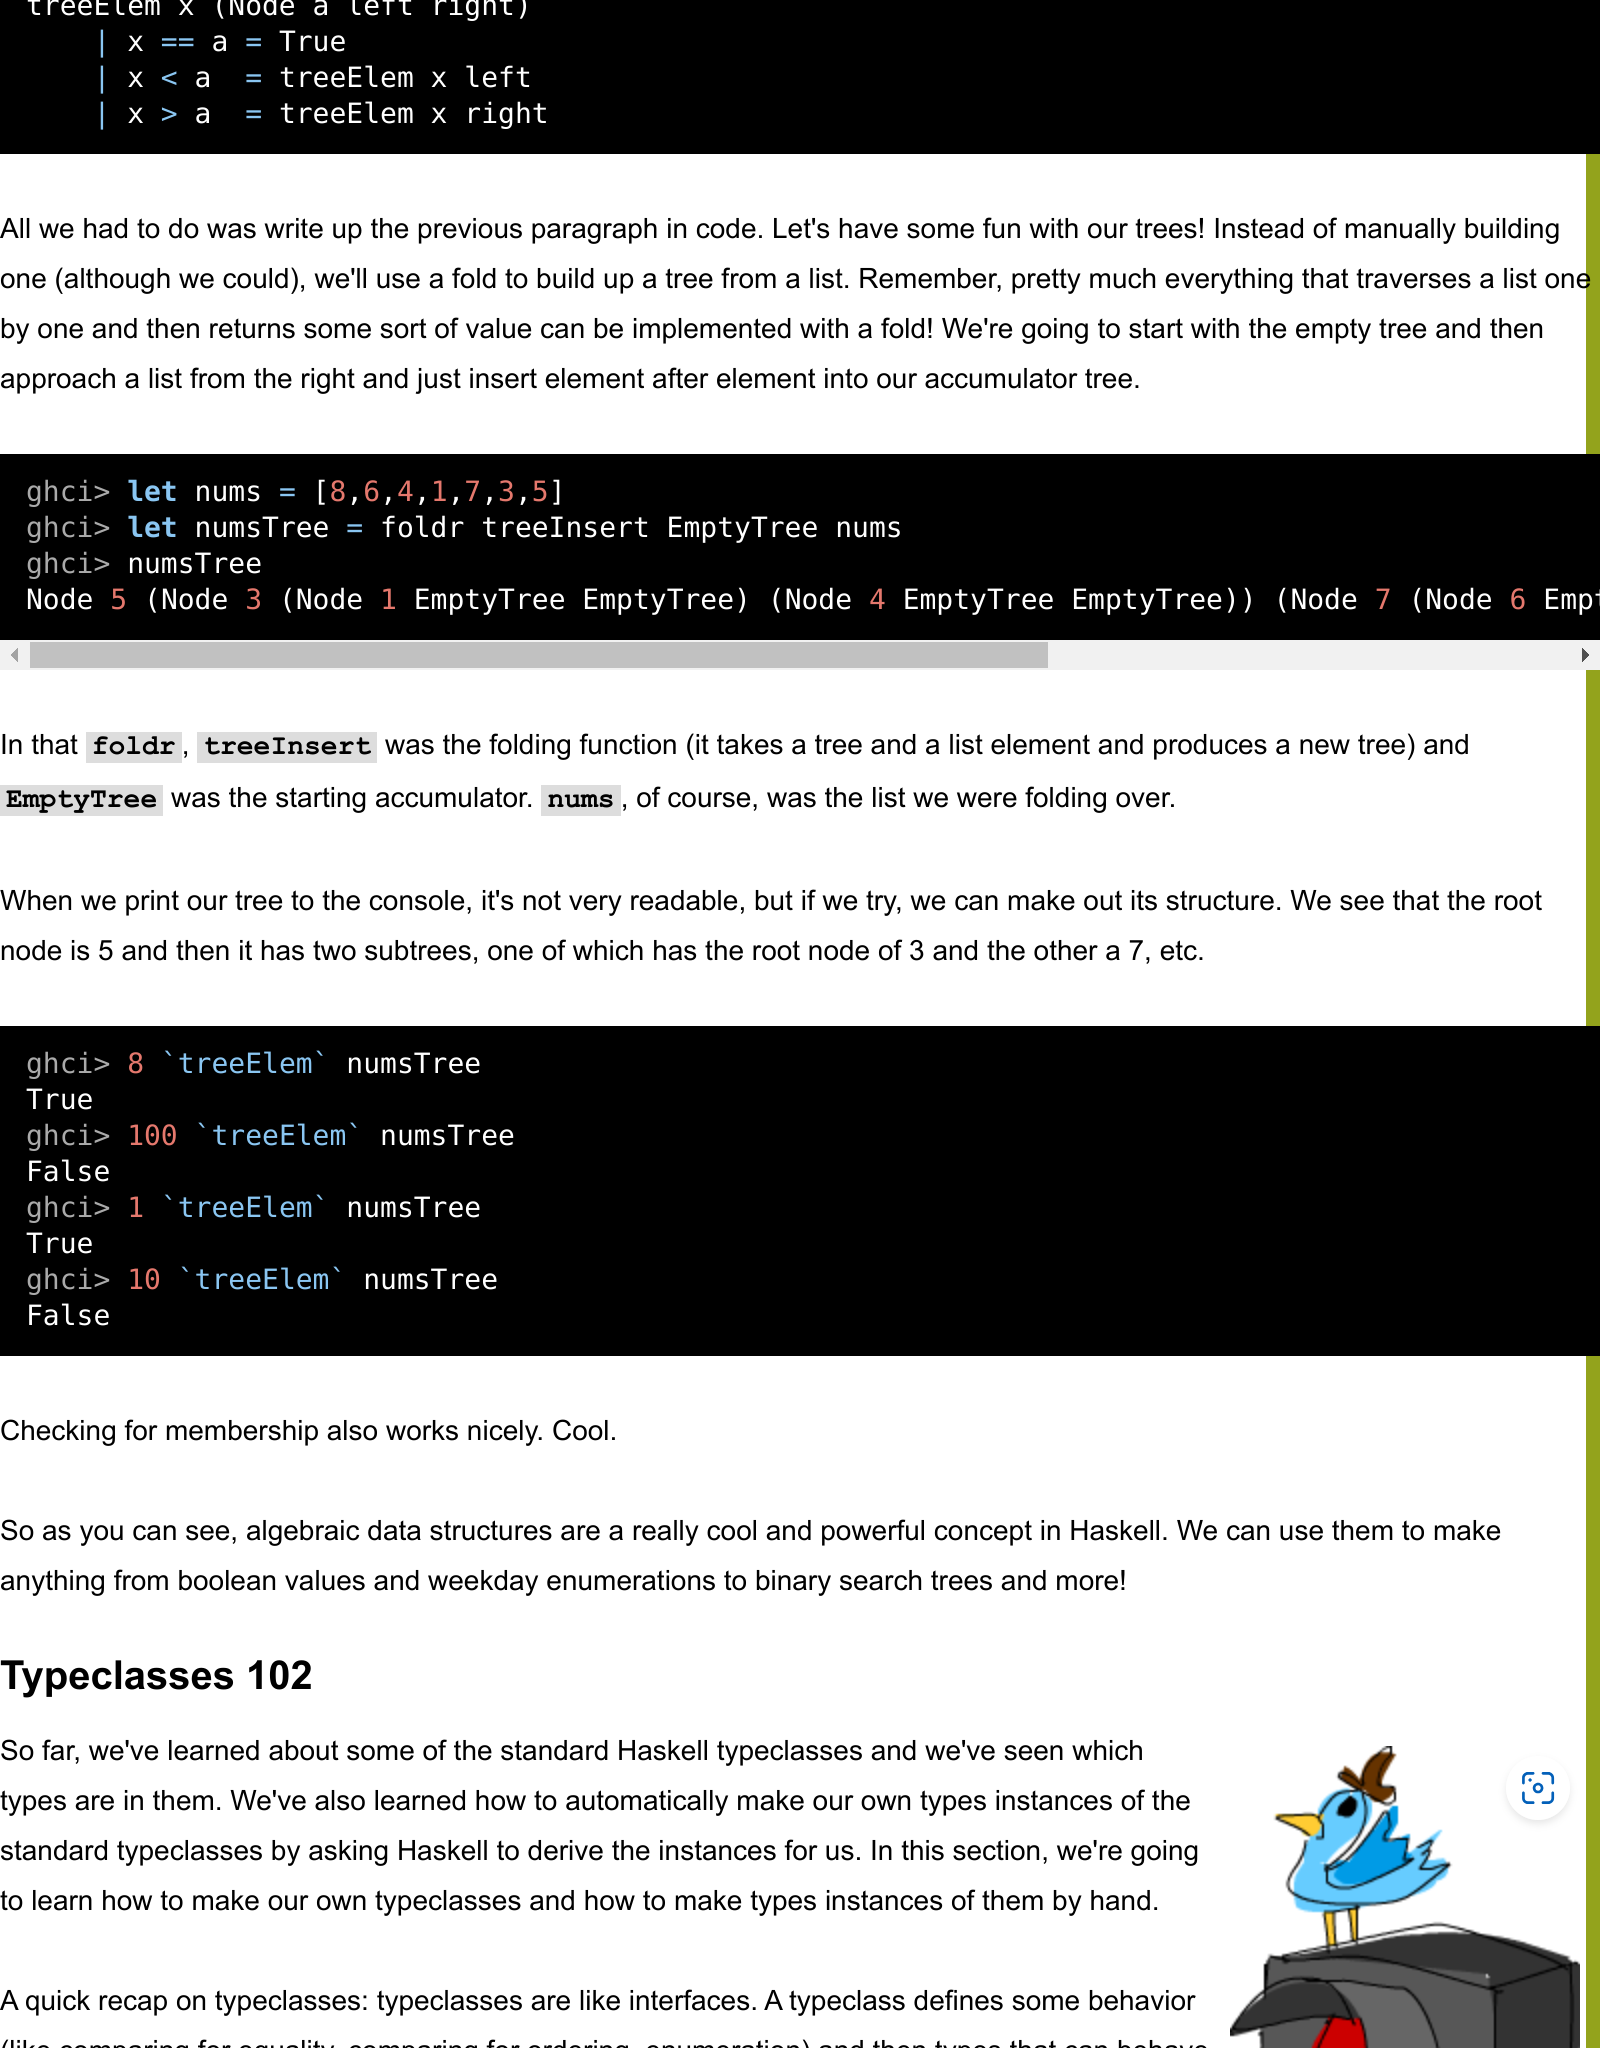 treeElem x (Node a left right)
| x == a = True
| x < a  = treeElem x left
| x > a  = treeElem x right
All we had to do was write up the previous paragraph in code. Let's have some fun with our trees! Instead of manually building
one (although we could), we'll use a fold to build up a tree from a list. Remember, pretty much everything that traverses a list one
by one and then returns some sort of value can be implemented with a fold! We're going to start with the empty tree and then
approach a list from the right and just insert element after element into our accumulator tree.
ghci> let nums = [8,6,4,1,7,3,5]
ghci> let numsTree = foldr treeInsert EmptyTree nums
ghci> numsTree
Node 5 (Node 3 (Node 1 EmptyTree EmptyTree) (Node 4 EmptyTree EmptyTree)) (Node 7 (Node 6 Empt
In that foldr, treeInsert was the folding function (it takes a tree and a list element and produces a new tree) and
EmptyTree was the starting accumulator. nums, of course, was the list we were folding over.
When we print our tree to the console, it's not very readable, but if we try, we can make out its structure. We see that the root
node is 5 and then it has two subtrees, one of which has the root node of 3 and the other a 7, etc.
ghci> 8 `treeElem` numsTree
True
ghci> 100 `treeElem` numsTree
False
ghci> 1 `treeElem` numsTree
True
ghci> 10 `treeElem` numsTree
False
Checking for membership also works nicely. Cool.
So as you can see, algebraic data structures are a really cool and powerful concept in Haskell. We can use them to make
anything from boolean values and weekday enumerations to binary search trees and more!
Typeclasses 102
So far, we've learned about some of the standard Haskell typeclasses and we've seen which
types are in them. We've also learned how to automatically make our own types instances of the
standard typeclasses by asking Haskell to derive the instances for us. In this section, we're going
to learn how to make our own typeclasses and how to make types instances of them by hand.
A quick recap on typeclasses: typeclasses are like interfaces. A typeclass defines some behavior
(like comparing for equality, comparing for ordering, enumeration) and then types that can behave